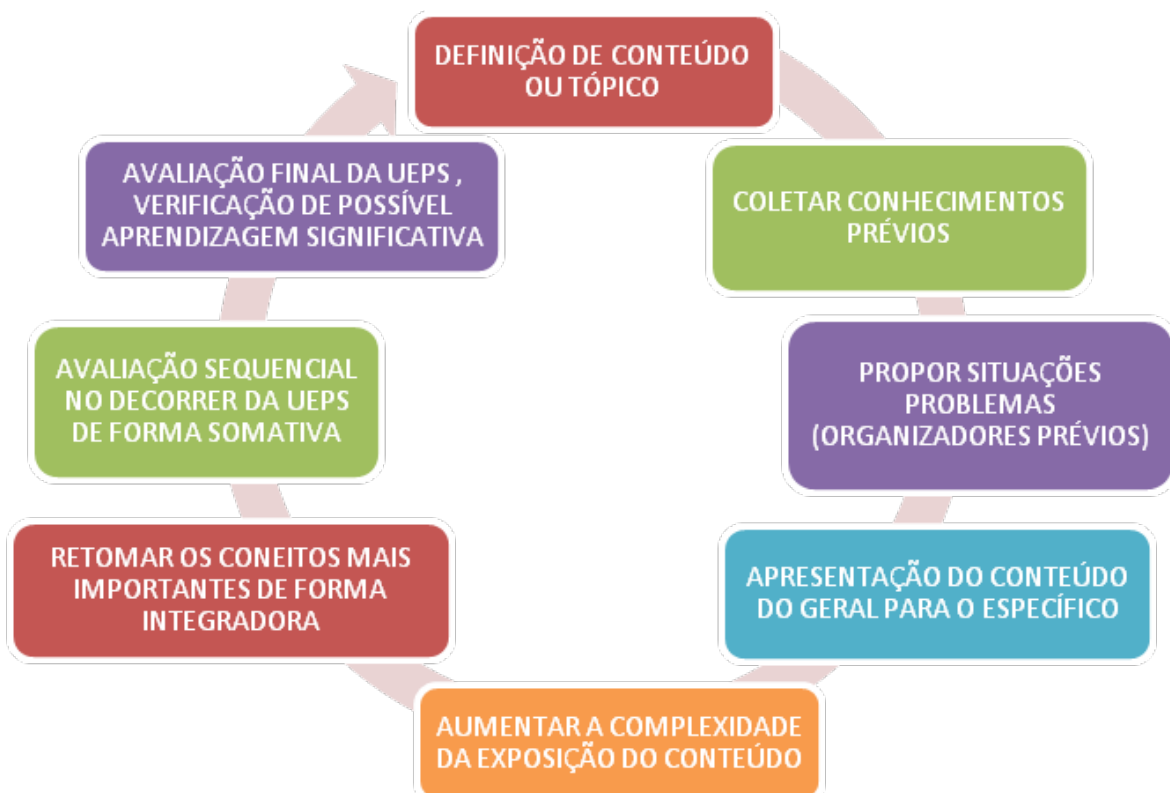 DEFINIÇÃO DE CONTEÚDO
OU TÓPICO
COLETAR CONHECIMENTOS
PRÉVIOS
PROPOR SITUAÇÕES
PROBLEMAS
(ORGANIZADORES PRÉVIOS)
APRESENTAÇÃO DO CONTEÚDO
DO GERAL PARA O ESPECÍFICO
AUMENTAR A COMPLEXIDADE
DA EXPOSIÇÃO DO CONTEÚDO
RETOMAR OS CONEITOS MAIS
IMPORTANTES DE FORMA
INTEGRADORA
AVALIAÇÃO SEQUENCIAL
NO DECORRER DA UEPS
DE FORMA SOMATIVA
AVALIAÇÃO FINAL DA UEPS ,
VERIFICAÇÃO DE POSSÍVEL
APRENDIZAGEM SIGNIFICATIVA